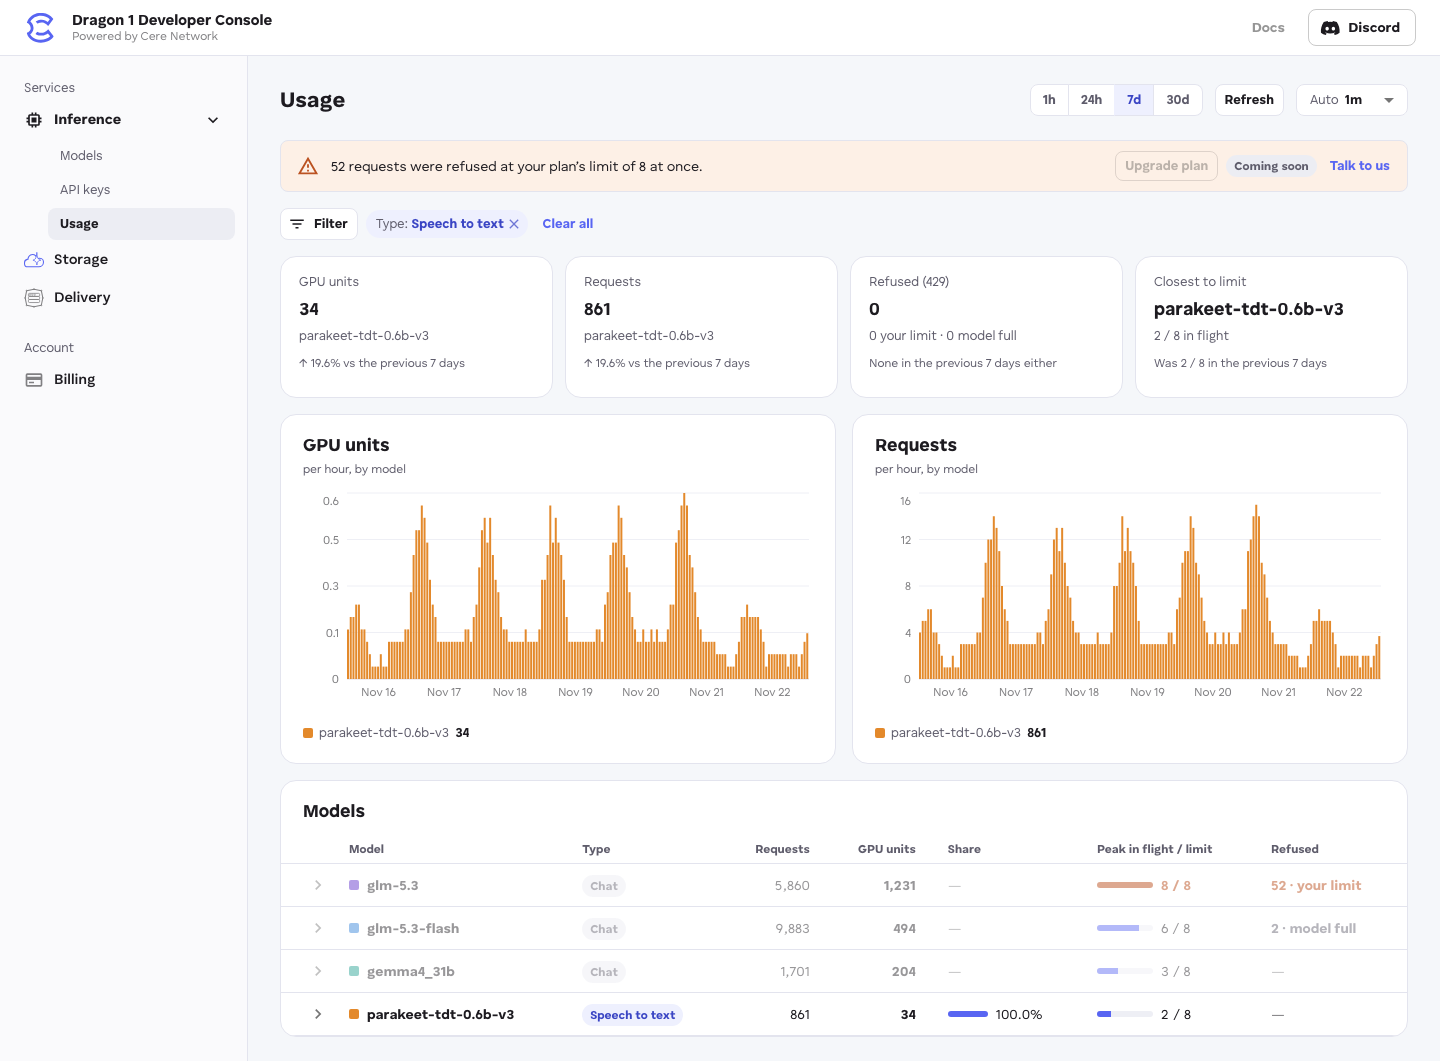 Dragon 1 Developer Console
Powered by Cere Network
Docs
Discord
Services
Inference
Models
API keys
Usage
Storage
Delivery
Account
Billing
Usage
1h 24h 7d 30d
Refresh
Auto 1m
52 requests were refused at your plan’s limit of 8 at once.
Upgrade plan
Coming soon
Talk to us
Filter
Type: Speech to text
Clear all
GPU units
34
parakeet-tdt-0.6b-v3
↑ 19.6% vs the previous 7 days
Requests
861
parakeet-tdt-0.6b-v3
↑ 19.6% vs the previous 7 days
Refused (429)
0
0 your limit · 0 model full
None in the previous 7 days either
Closest to limit
parakeet-tdt-0.6b-v3
2 / 8 in flight
Was 2 / 8 in the previous 7 days
GPU units
per hour, by model
0.6
0.5
0.3
0.1
0
Nov 16 Nov 17 Nov 18 Nov 19 Nov 20 Nov 21 Nov 22
parakeet-tdt-0.6b-v3 34
Requests
per hour, by model
16
12
8
4
0
Nov 16 Nov 17 Nov 18 Nov 19 Nov 20 Nov 21 Nov 22
parakeet-tdt-0.6b-v3 861
Models
Model Type Requests GPU units Share Peak in flight / limit Refused
glm-5.3 Chat 5,860 1,231 — 8 / 8 52 · your limit
glm-5.3-flash Chat 9,883 494 — 6 / 8 2 · model full
gemma4_31b Chat 1,701 204 — 3 / 8 —
parakeet-tdt-0.6b-v3 Speech to text 861 34 100.0% 2 / 8 —